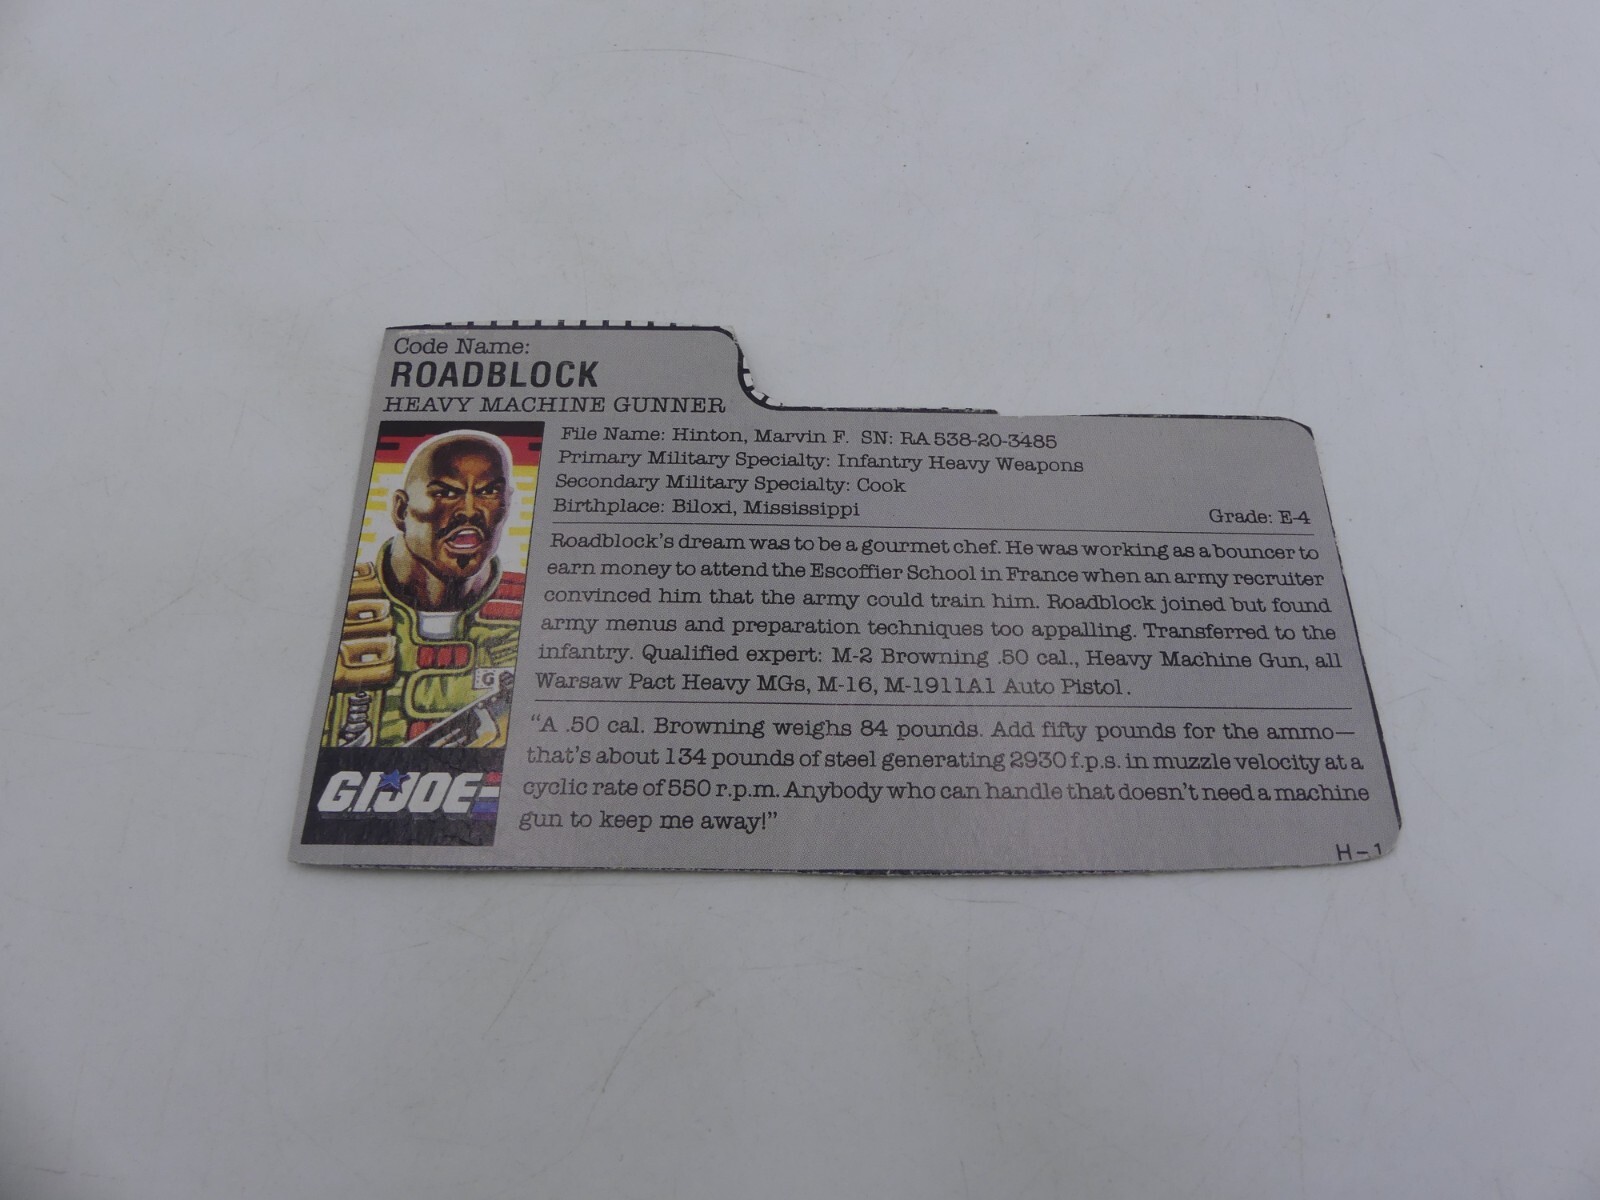 Code Name:
ROADBLOCK
HEAVY MACHINE GUNNER
File Name: Hinton, Marvin F. SN: RA 538-20-3485
Primary Military Specialty: Infantry Heavy Weapons
Secondary Military Specialty: Cook
Birthplace: Biloxi, Mississippi
Grade: E-4
Roadblock's dream was to be a gourmet chef. He was working as a bouncer to
earn money to attend the Escoffier School in France when an army recruiter
convinced him that the army could train him. Roadblock joined but found
army menus and preparation techniques too appalling. Transferred to the
infantry. Qualified expert: M-2 Browning .50 cal., Heavy Machine Gun, all
Warsaw Pact Heavy MGs, M-16, M-1911A1 Auto Pistol.
"A .50 cal. Browning weighs 84 pounds. Add fifty pounds for the ammo—
that's about 134 pounds of steel generating 2930 f.p.s. in muzzle velocity at a
cyclic rate of 550 r.p.m. Anybody who can handle that doesn't need a machine
gun to keep me away!"
G
G.I. JOE
H-1